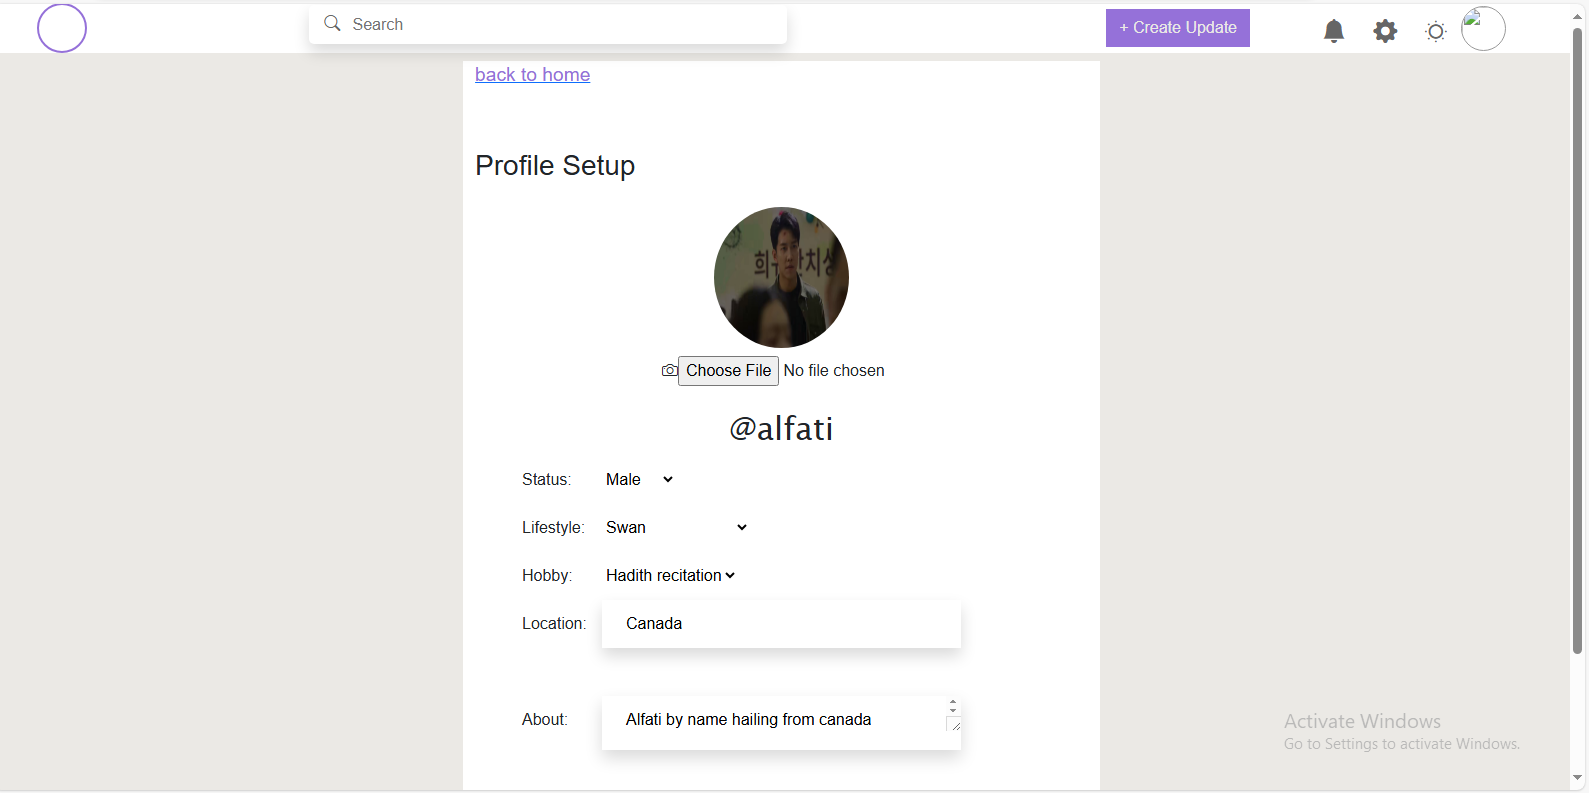 Search
+ Create Update
back to home
Profile Setup
Choose File No file chosen
@alfati
Status: Male
Lifestyle: Swan
Hobby: Hadith recitation
Location: Canada
About: Alfati by name hailing from canada
Activate Windows
Go to Settings to activate Windows.